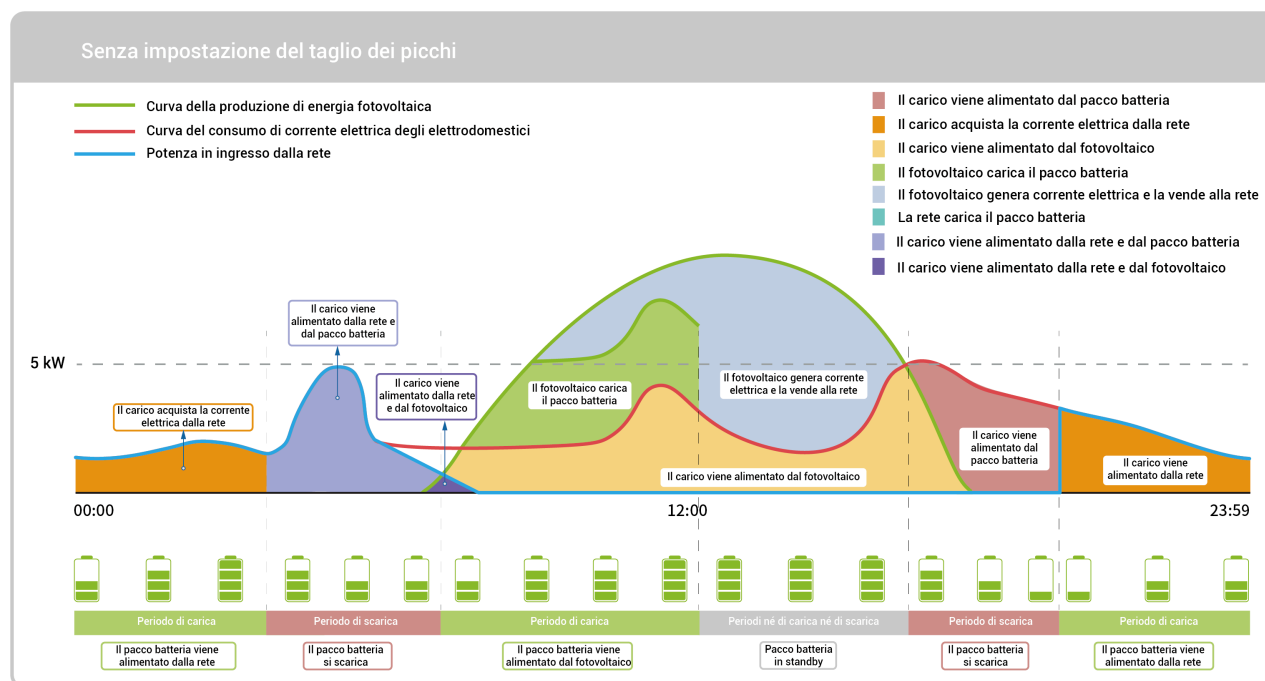 Senza impostazione del taglio dei picchi
Curva della produzione di energia fotovoltaica
Curva del consumo di corrente elettrica degli elettrodomestici
Potenza in ingresso dalla rete
Il carico viene alimentato dal pacco batteria
Il carico acquista la corrente elettrica dalla rete
Il carico viene alimentato dal fotovoltaico
Il fotovoltaico carica il pacco batteria
Il fotovoltaico genera corrente elettrica e la vende alla rete
La rete carica il pacco batteria
Il carico viene alimentato dalla rete e dal pacco batteria
Il carico viene alimentato dalla rete e dal fotovoltaico
5 kW
Il carico acquista la corrente
elettrica dalla rete
Il carico viene
alimentato dalla rete e
dal pacco batteria
Il carico viene
alimentato dalla rete
e dal fotovoltaico
Il fotovoltaico carica
il pacco batteria
Il fotovoltaico genera corrente
elettrica e la vende alla rete
Il carico viene alimentato dal fotovoltaico
Il carico viene
alimentato dal
pacco batteria
Il carico viene
alimentato dalla rete
00:00
12:00
23:59
Periodo di carica
Periodo di scarica
Periodo di carica
Periodi né di carica né di scarica
Periodo di scarica
Periodo di carica
Il pacco batteria viene
alimentato dalla rete
Il pacco batteria
si scarica
Il pacco batteria viene
alimentato dal fotovoltaico
Pacco batteria
in standby
Il pacco batteria
si scarica
Il pacco batteria viene
alimentato dalla rete